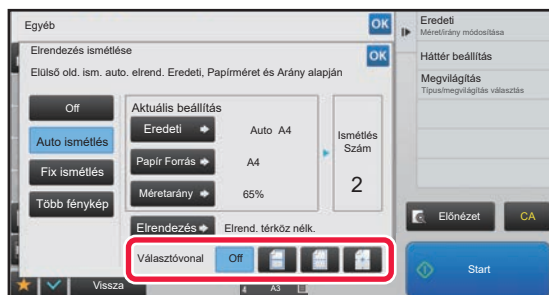 Egyéb
OK
Elrendezés ismétlése
OK
Elülső old. ism. auto. elrend. Eredeti, Papírméret és Arány alapján
Off
Auto ismétlés
Fix ismétlés
Több fénykép
Aktuális beállítás
Eredeti
Auto A4
Papír Forrás
A4
Méretarány
65%
Ismétlés
Szám
2
Elrendezés
Elrend. térköz nélk.
Választóvonal
Off
Vissza
4 A3
Eredeti
Méret/irány módosítása
Háttér beállítás
Megvilágítás
Típus/megvilágítás választás
Előnézet
CA
Start